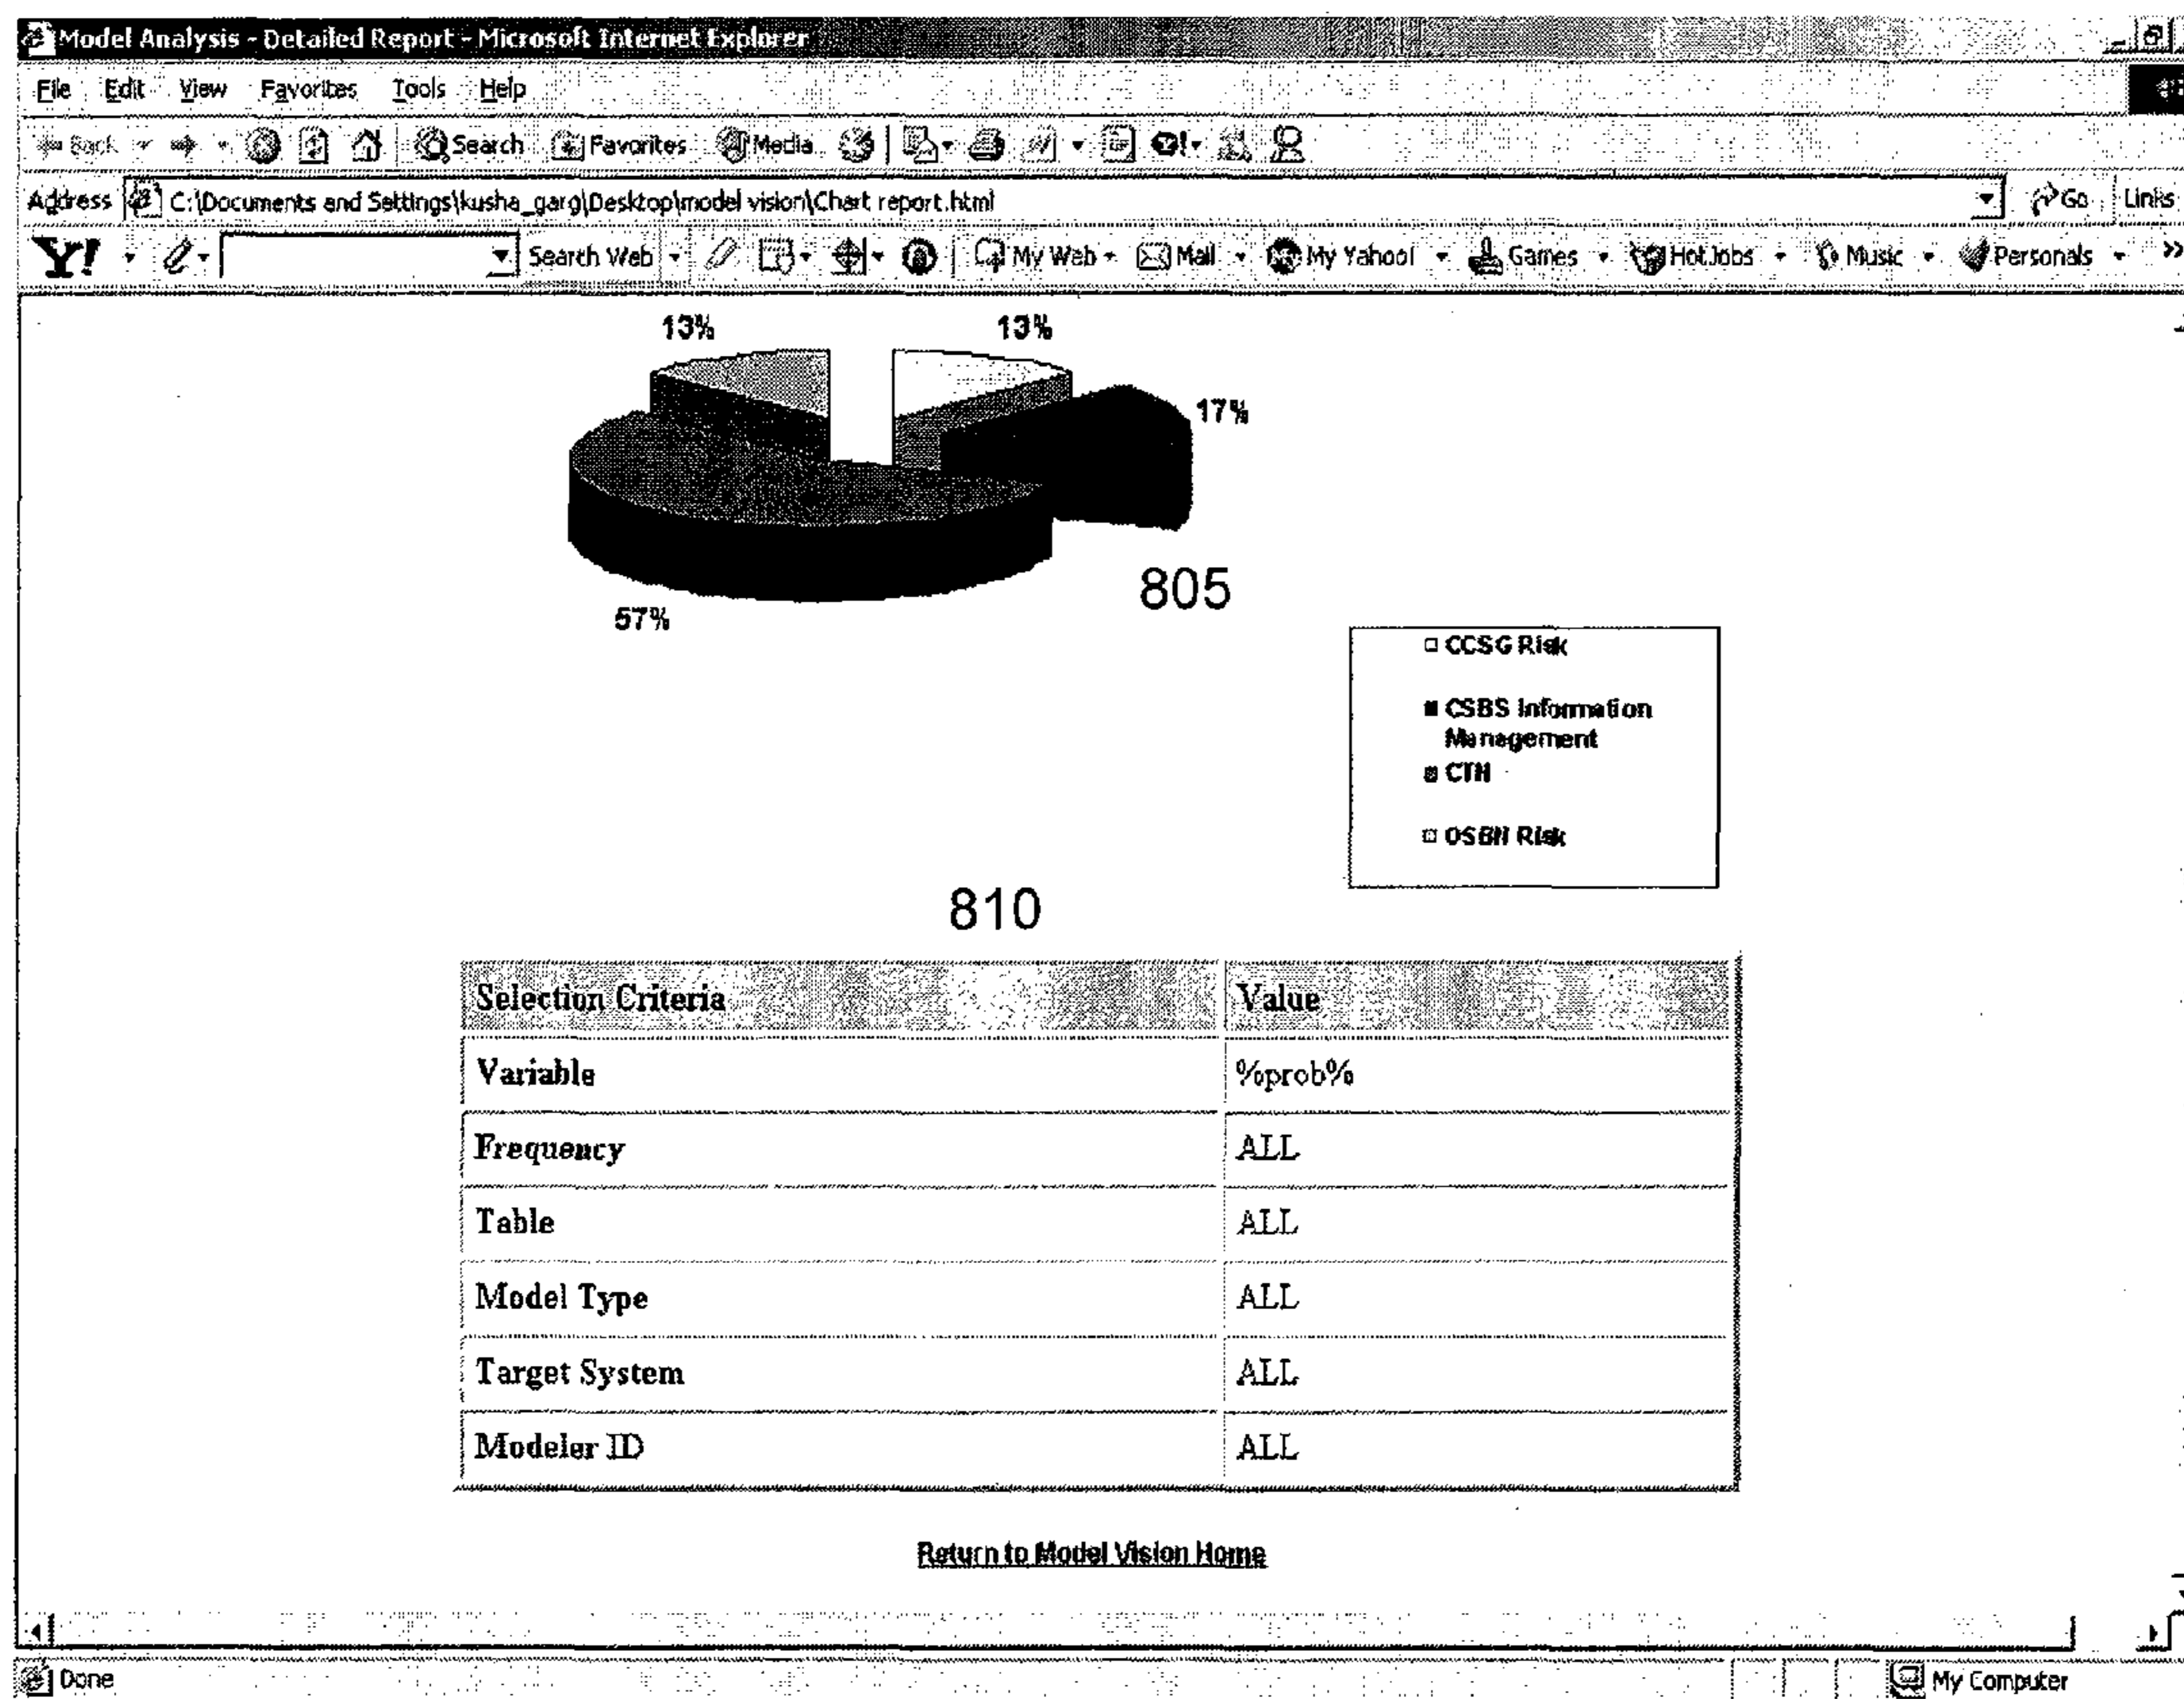 Model Analysis - Detailed Report - Microsoft Internet Explorer
File Edit View Favorites Tools Help
Back Search Favorites Media
Address C:\Documents and Settings\kusha_garg\Desktop\model vision\Chart report.html Go Links
Y! Search Web My Web Mail My Yahoo! Games HotJobs Music Personals »
13% 13%
17%
57%
805
CCSG Risk
CSBS Information
Management
CTN
OSBN Risk
810
Selection Criteria Value
Variable %prob%
Frequency ALL
Table ALL
Model Type ALL
Target System ALL
Modeler ID ALL
Return to Model Vision Home
Done My Computer